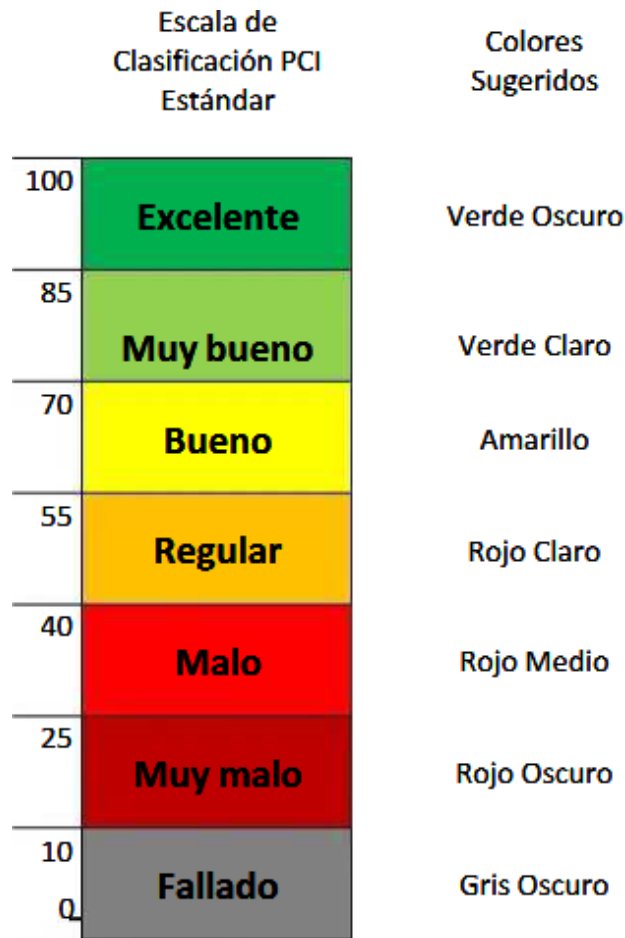 Escala de
Clasificación PCI
Estándar
Colores
Sugeridos
100
Excelente
Verde Oscuro
85
Muy bueno
Verde Claro
70
Bueno
Amarillo
55
Regular
Rojo Claro
40
Malo
Rojo Medio
25
Muy malo
Rojo Oscuro
10
Fallado
Gris Oscuro
0